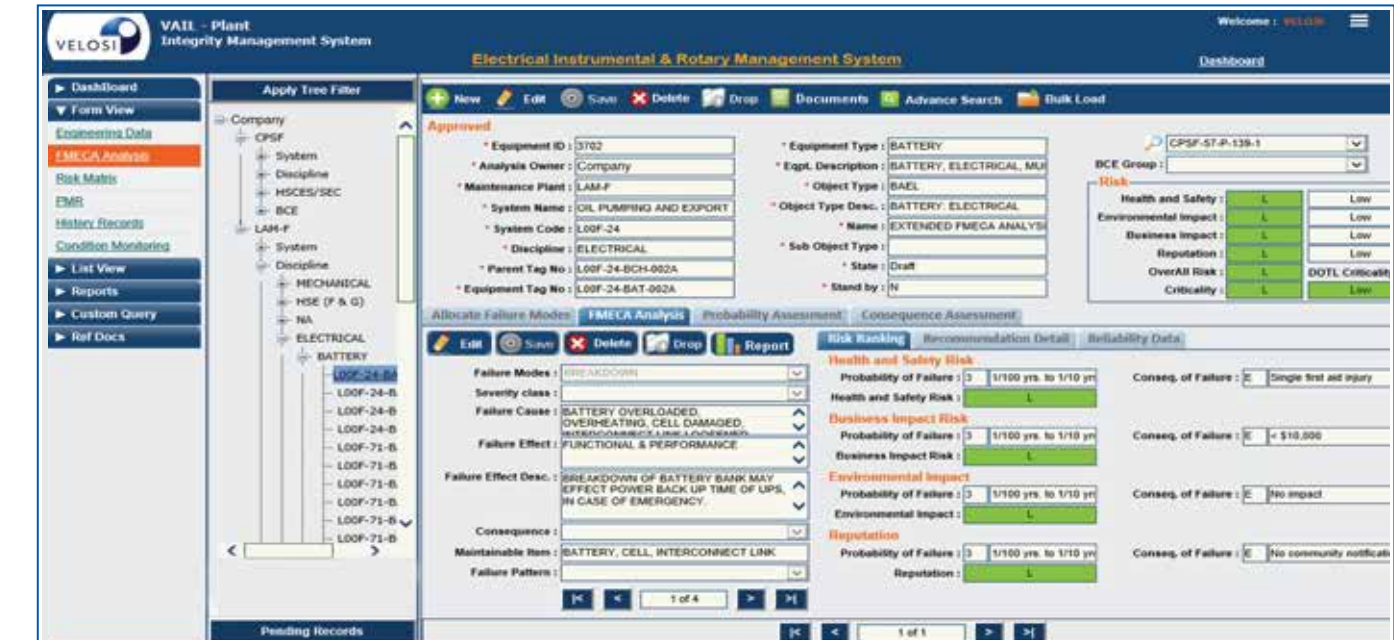 VELOSI
VAIL - Plant
Integrity Management System
Welcome :
Electrical Instrumental & Rotary Management System
Dashboard
DashBoard
Form View
Engineering Data
FMECA Analysis
Risk Matrix
EMR
History Records
Condition Monitoring
List View
Reports
Custom Query
Ref Docs
Apply Tree Filter
Company
CPSF
System
Discipline
HSCES/SEC
BCE
LAM-F
System
Discipline
MECHANICAL
HSE (F & G)
NA
ELECTRICAL
BATTERY
L00F-24-BA
L00F-24-B
L00F-24-B
L00F-24-B
L00F-71-B
L00F-71-B
L00F-71-B
L00F-71-B
L00F-71-B
Pending Records
New Edit Save Delete Drop Documents Advance Search Bulk Load
Approved
* Equipment ID : 3702
* Analysis Owner : Company
* Maintenance Plant : LAM-F
* System Name : OIL PUMPING AND EXPORT
* System Code : L00F-24
* Discipline : ELECTRICAL
* Parent Tag No : L00F-24-BCH-002A
* Equipment Tag No : L00F-24-BAT-002A
* Equipment Type : BATTERY
* Eqpt. Description : BATTERY, ELECTRICAL, MUL
* Object Type : BAEL
* Object Type Desc. : BATTERY: ELECTRICAL
* Name : EXTENDED FMECA ANALYSI
* Sub Object Type :
* State : Draft
* Stand by : N
CPSF-57-P-139-1
BCE Group :
Risk
Health and Safety : L Low
Environmental Impact : L Low
Business Impact : L Low
Reputation : L Low
OverAll Risk : L DOTL Criticality
Criticality : L Low
Allocate Failure Modes FMECA Analysis Probability Assesment Consequence Assessment
Edit Save Delete Drop Report
Failure Modes : BREAKDOWN
Severity class :
Failure Cause : BATTERY OVERLOADED,
OVERHEATING, CELL DAMAGED,
INTERCONNECT LINK LOOSENED
Failure Effect : FUNCTIONAL & PERFORMANCE
Failure Effect Desc. : BREAKDOWN OF BATTERY BANK MAY
EFFECT POWER BACK UP TIME OF UPS,
IN CASE OF EMERGENCY.
Consequence :
Maintainable Item : BATTERY, CELL, INTERCONNECT LINK
Failure Pattern :
1 of 4
Risk Ranking Recommendation Detail Reliability Data
Health and Safety Risk
Probability of Failure : 3 1/100 yrs. to 1/10 yrs Conseq. of Failure : E Single first aid injury
Health and Safety Risk : L
Business Impact Risk
Probability of Failure : 3 1/100 yrs. to 1/10 yrs Conseq. of Failure : E < $10,000
Business Impact Risk : L
Environmental Impact
Probability of Failure : 3 1/100 yrs. to 1/10 yrs Conseq. of Failure : E No impact
Environmental Impact : L
Reputation
Probability of Failure : 3 1/100 yrs. to 1/10 yrs Conseq. of Failure : E No community notificati
Reputation : L
1 of 1